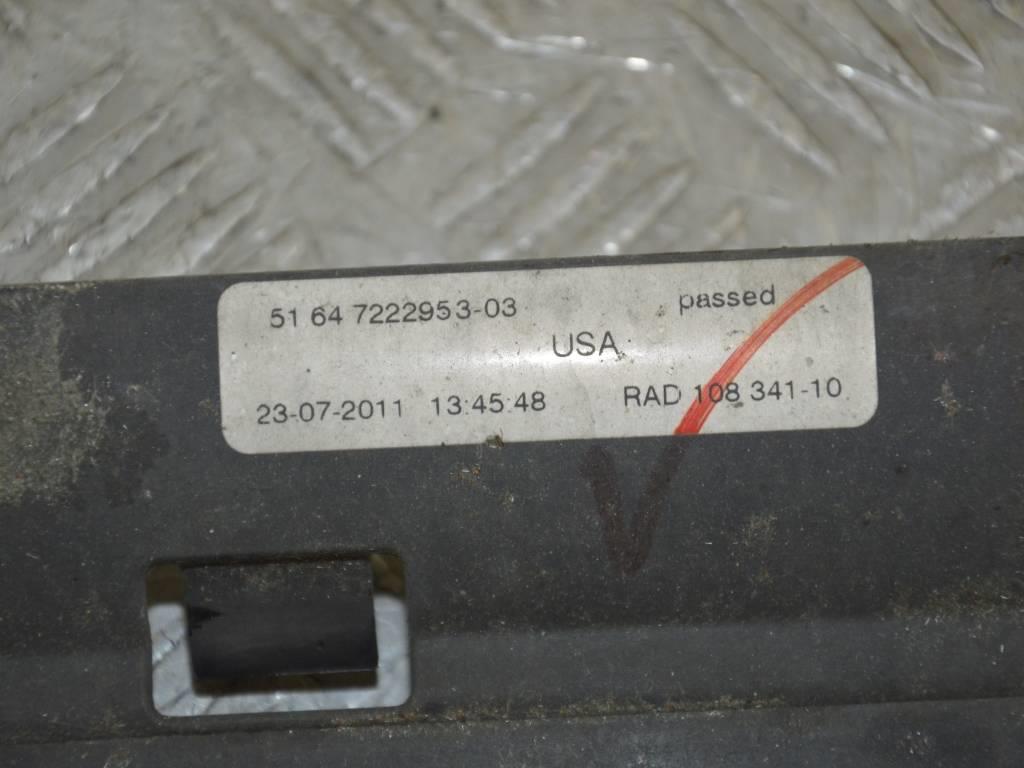 51 64 7222953-03 passed
USA
23-07-2011 13:45:48 RAD 108 341-10
V